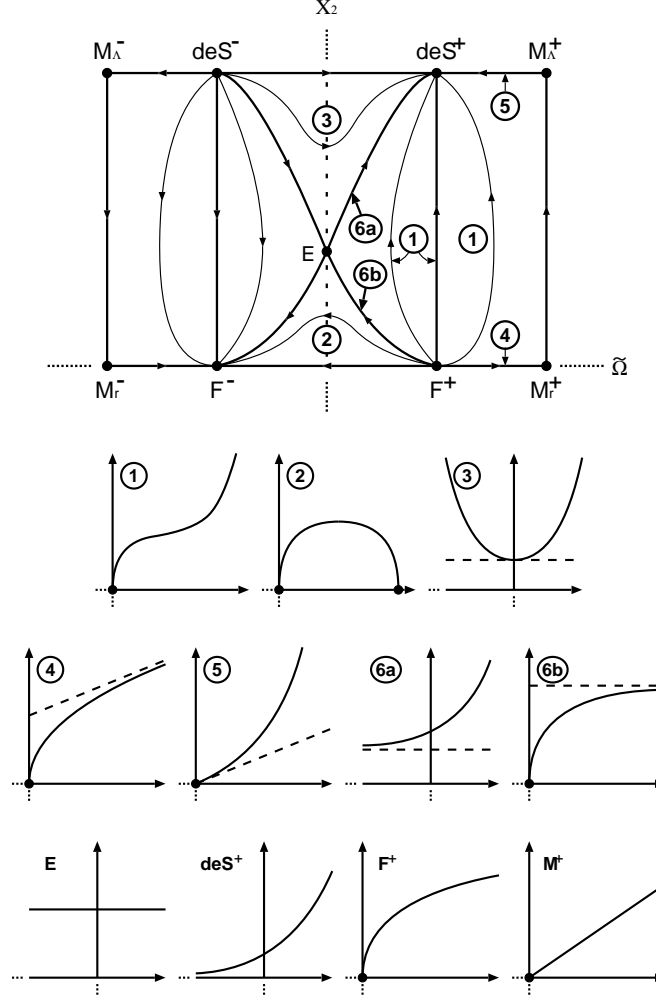 X₂
M_Λ⁻ deS⁻ deS⁺ M_Λ⁺
3 5
6a
E 1 1
6b
2 4
Ω̃
M_r⁻ F⁻ F⁺ M_r⁺
1 2 3
4 5 6a 6b
E deS⁺ F⁺ M⁺